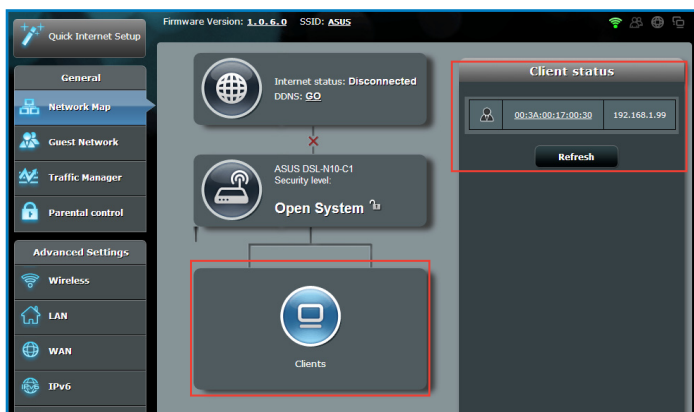 Firmware Version: 1.0.6.0 SSID: ASUS
Quick Internet Setup
General
Network Map
Guest Network
Traffic Manager
Parental control
Advanced Settings
Wireless
LAN
WAN
IPv6
Internet status: Disconnected
DDNS: GO
ASUS DSL-N10-C1
Security level:
Open System
Clients
Client status
00:3A:00:17:00:30 192.168.1.99
Refresh